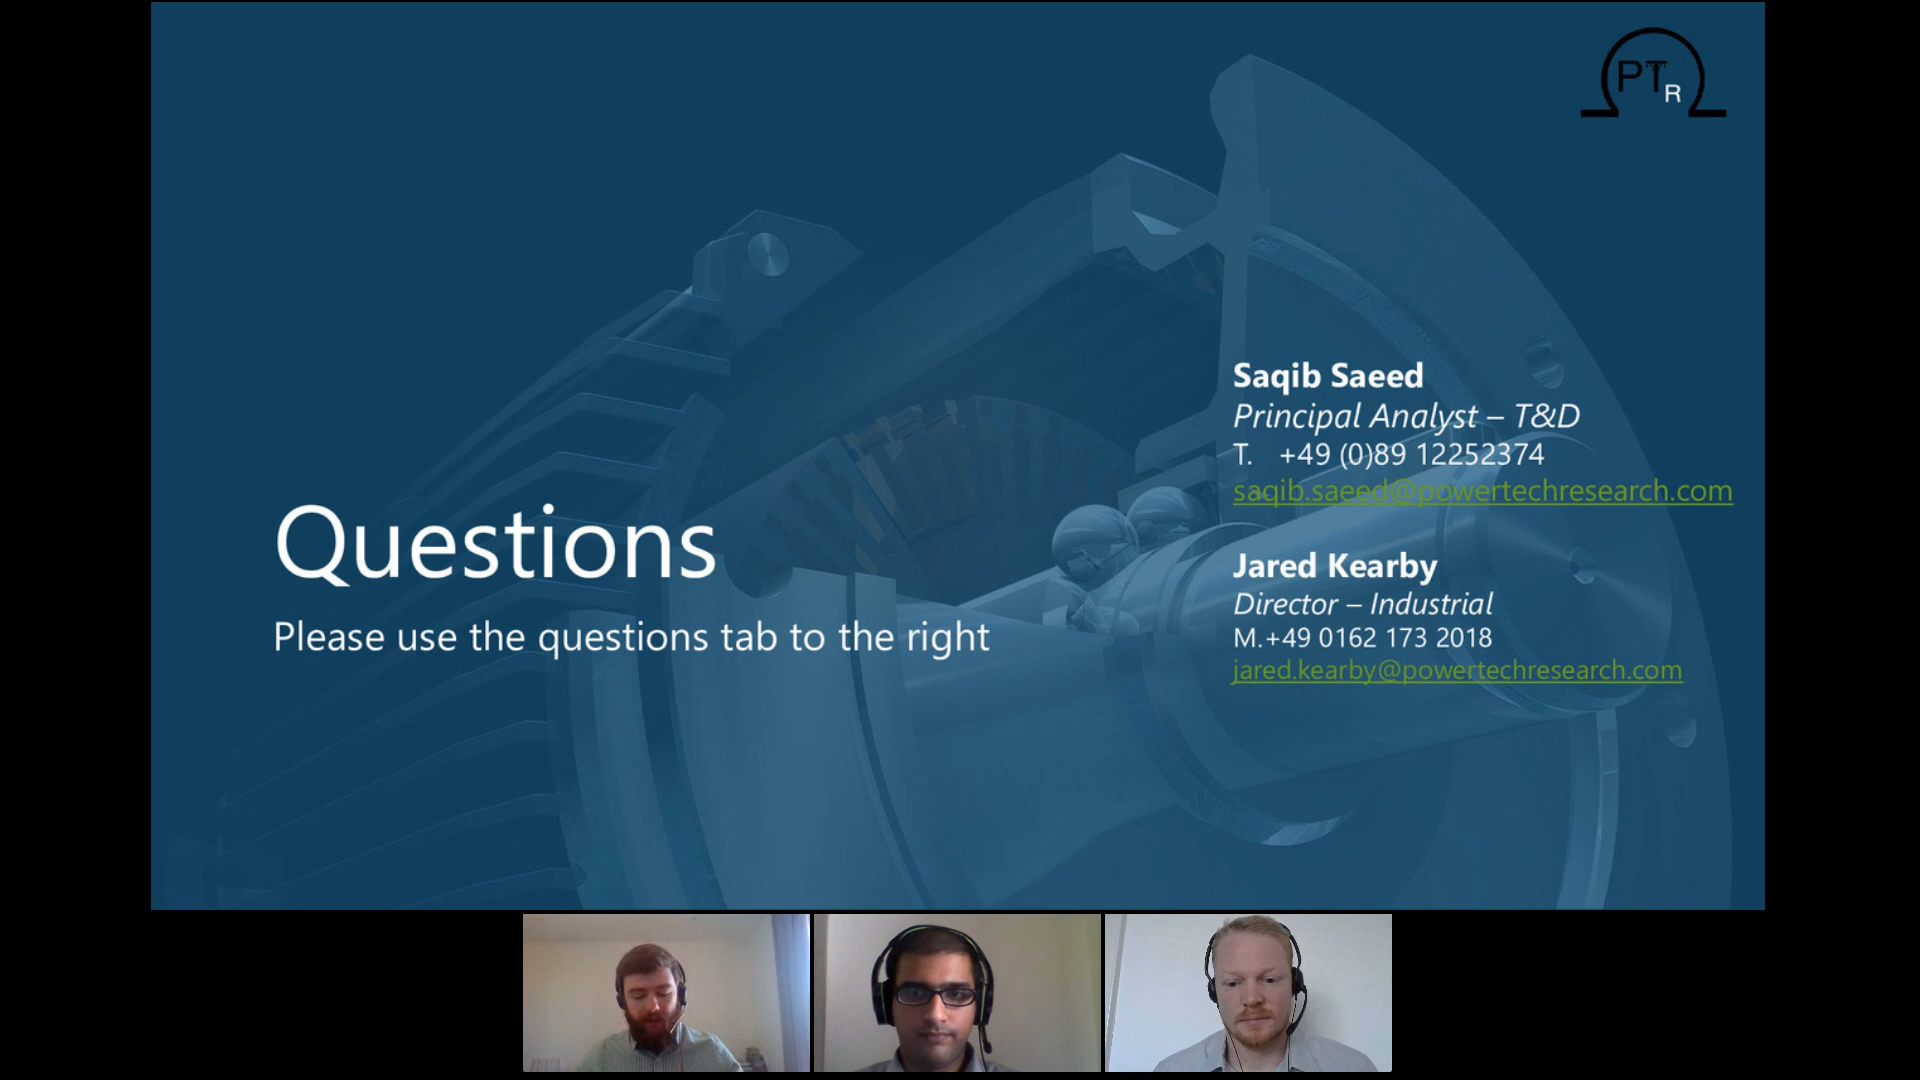 PTR
Questions
Please use the questions tab to the right
Saqib Saeed
Principal Analyst – T&D
T. +49 (0)89 12252374
saqib.saeed@powertechresearch.com
Jared Kearby
Director – Industrial
M.+49 0162 173 2018
jared.kearby@powertechresearch.com